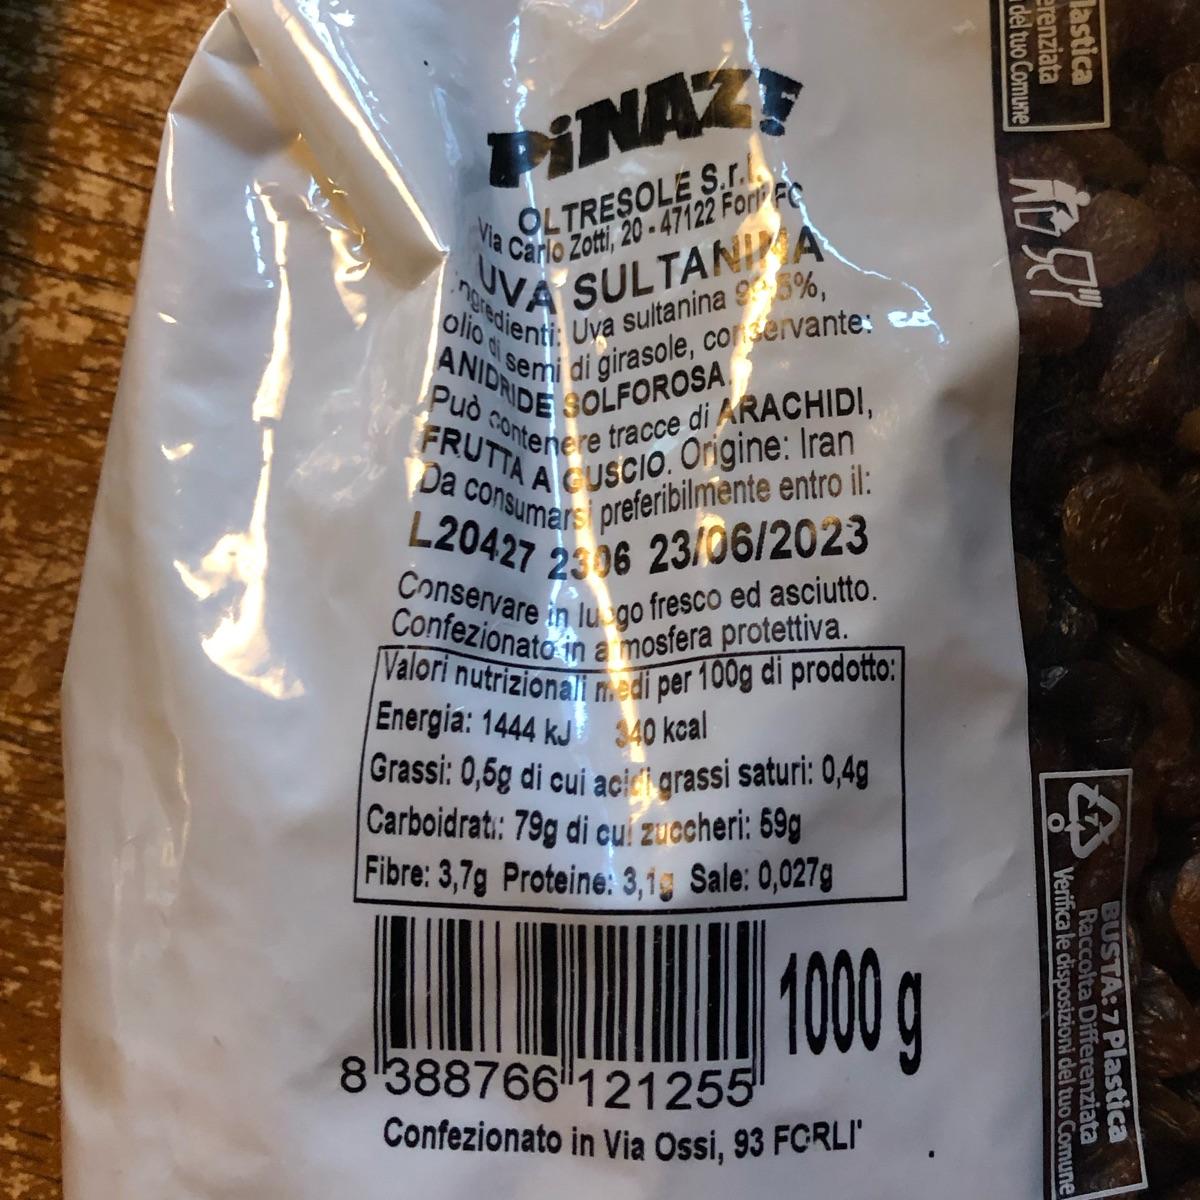 PiNAZ!
OLTRESOLE S.r.l.
Via Carlo Zotti, 20 - 47122 Forlì FC
UVA SULTANINA
Ingredienti: Uva sultanina 99,5%,
olio di semi di girasole, conservante:
ANIDRIDE SOLFOROSA.
Può contenere tracce di ARACHIDI,
FRUTTA A GUSCIO. Origine: Iran
Da consumarsi preferibilmente entro il:
L20427 2306 23/06/2023
Conservare in luogo fresco ed asciutto.
Confezionato in atmosfera protettiva.
Valori nutrizionali medi per 100g di prodotto:
Energia: 1444 kJ 340 kcal
Grassi: 0,5g di cui acidi grassi saturi: 0,4g
Carboidrati: 79g di cui zuccheri: 59g
Fibre: 3,7g Proteine: 3,1g Sale: 0,027g
1000 g
8 388766 121255
Confezionato in Via Ossi, 93 FORLI'
lastica
erenziata
del tuo Comune
BUSTA: 7 Plastica
Raccolta Differenziata
Verifica le disposizioni del tuo Comune